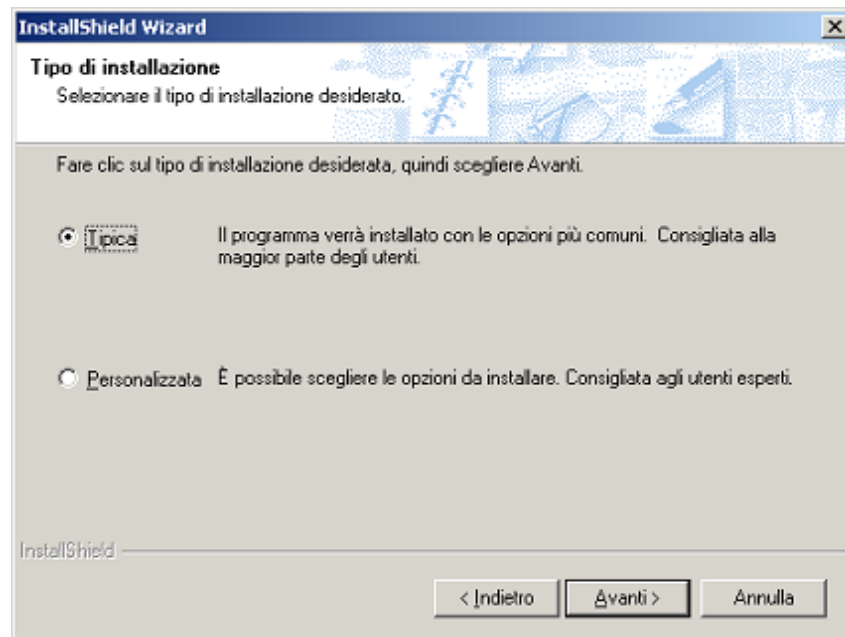 InstallShield Wizard
Tipo di installazione
Selezionare il tipo di installazione desiderato.
Fare clic sul tipo di installazione desiderata, quindi scegliere Avanti.
Tipica
Il programma verrà installato con le opzioni più comuni. Consigliata alla
maggior parte degli utenti.
Personalizzata
È possibile scegliere le opzioni da installare. Consigliata agli utenti esperti.
InstallShield
< Indietro
Avanti >
Annulla